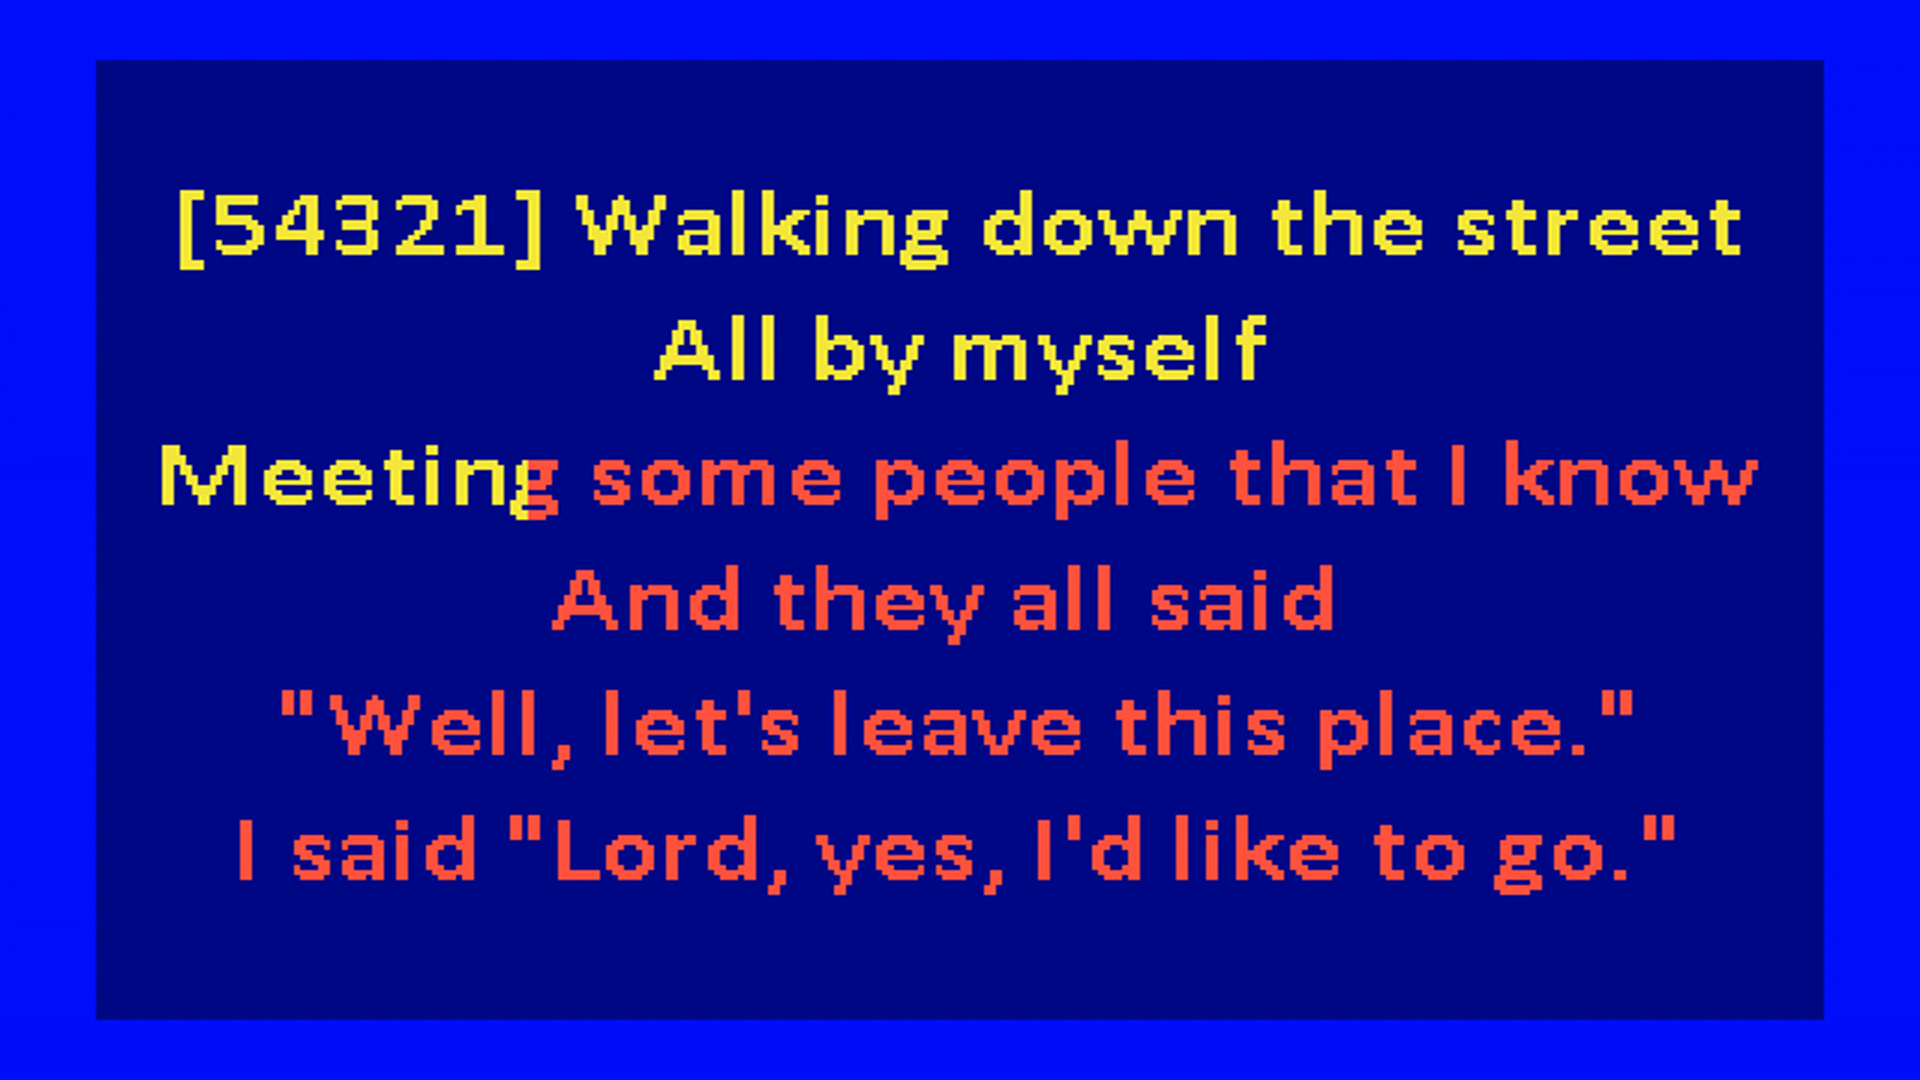 [54321] Walking down the street
All by myself
Meeting some people that I know
And they all said
"Well, let's leave this place."
I said "Lord, yes, I'd like to go."